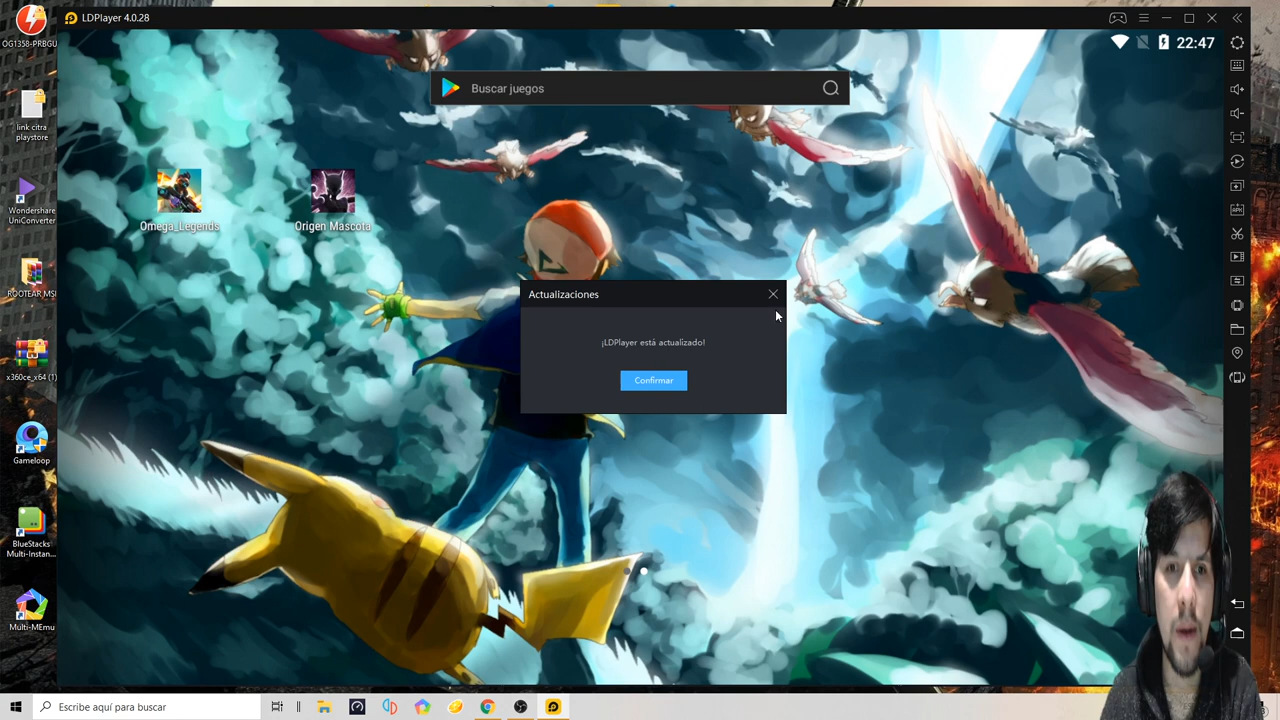 LDPlayer 4.0.28
OG1358-PRBGU
22:47
Buscar juegos
link citra
playstore
Wondershare
UniConverter
Omega_Legends
Origen Mascota
APK
ROOTEAR MSI
Actualizaciones
¡LDPlayer está actualizado!
Confirmar
x360ce_x64 (1)
Gameloop
BlueStacks
Multi-Instan...
Multi-MEmu
Escribe aquí para buscar